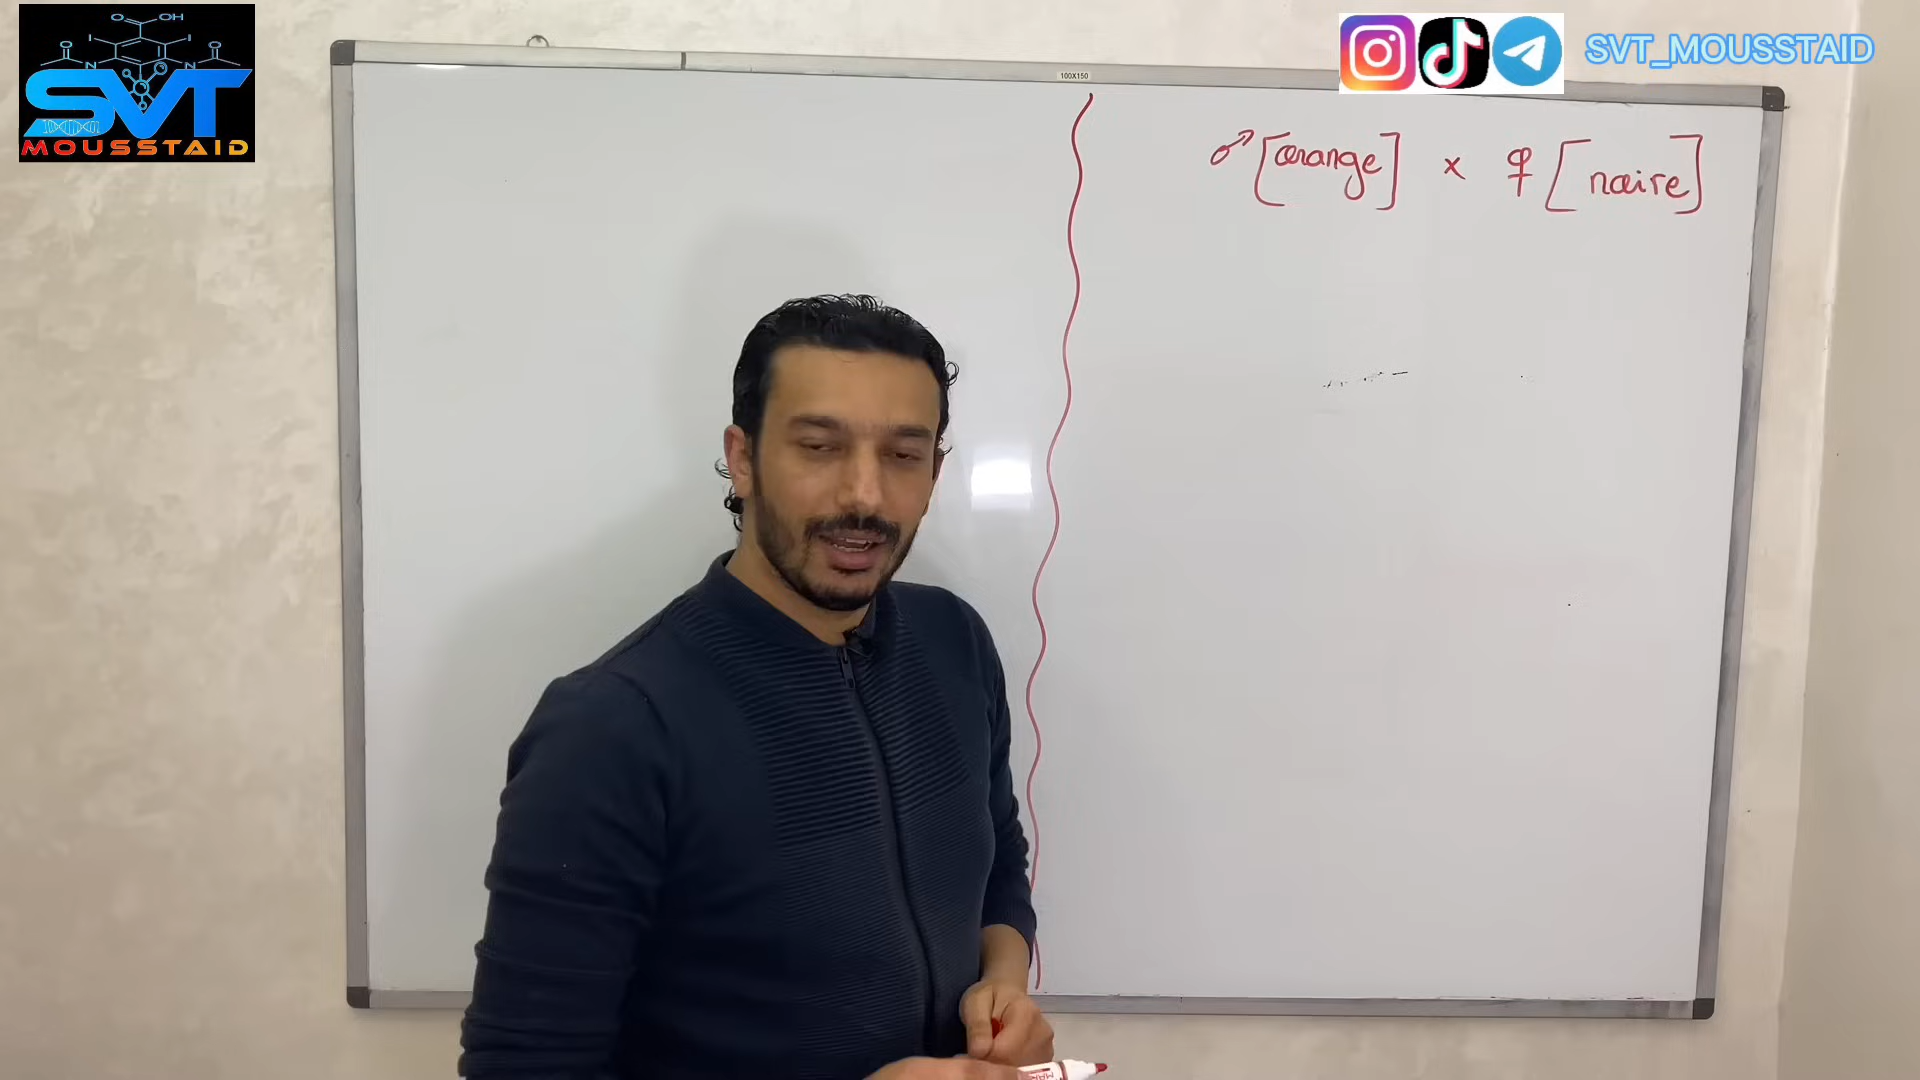 SVT
MOUSSTAID
SVT_MOUSSTAID
100X150
♂ [orange] x ♀ [noire]